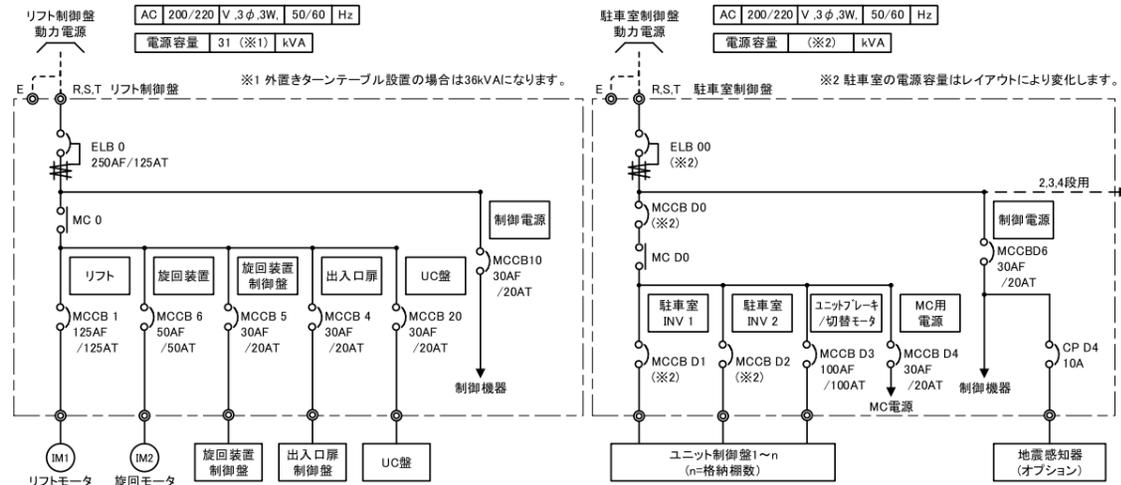 リフト制御盤
動力電源
AC 200/220 V ,3φ,3W, 50/60 Hz
電源容量 31 (※1) kVA
※1 外置きターンテーブル設置の場合は36kVAになります。
E
R,S,T リフト制御盤
ELB 0
250AF/125AT
MC 0
制御電源
MCCB10
30AF
/20AT
制御機器
リフト
MCCB 1
125AF
/125AT
旋回装置
MCCB 6
50AF
/50AT
旋回装置
制御盤
MCCB 5
30AF
/20AT
出入口扉
MCCB 4
30AF
/20AT
UC盤
MCCB 20
30AF
/20AT
IM1
リフトモータ
IM2
旋回モータ
旋回装置
制御盤
出入口扉
制御盤
UC盤
駐車室制御盤
動力電源
AC 200/220 V ,3φ,3W, 50/60 Hz
電源容量 (※2) kVA
※2 駐車室の電源容量はレイアウトにより変化します。
E
R,S,T 駐車室制御盤
ELB 00
(※2)
2,3,4段用
MCCB D0
(※2)
MC D0
制御電源
MCCBD6
30AF
/20AT
制御機器
CP D4
10A
駐車室
INV 1
MCCB D1
(※2)
駐車室
INV 2
MCCB D2
(※2)
ユニットブレーキ
/切替モータ
MCCB D3
100AF
/100AT
MC用
電源
MCCB D4
30AF
/20AT
MC電源
ユニット制御盤1~n
(n=格納棚数)
地震感知器
(オプション)